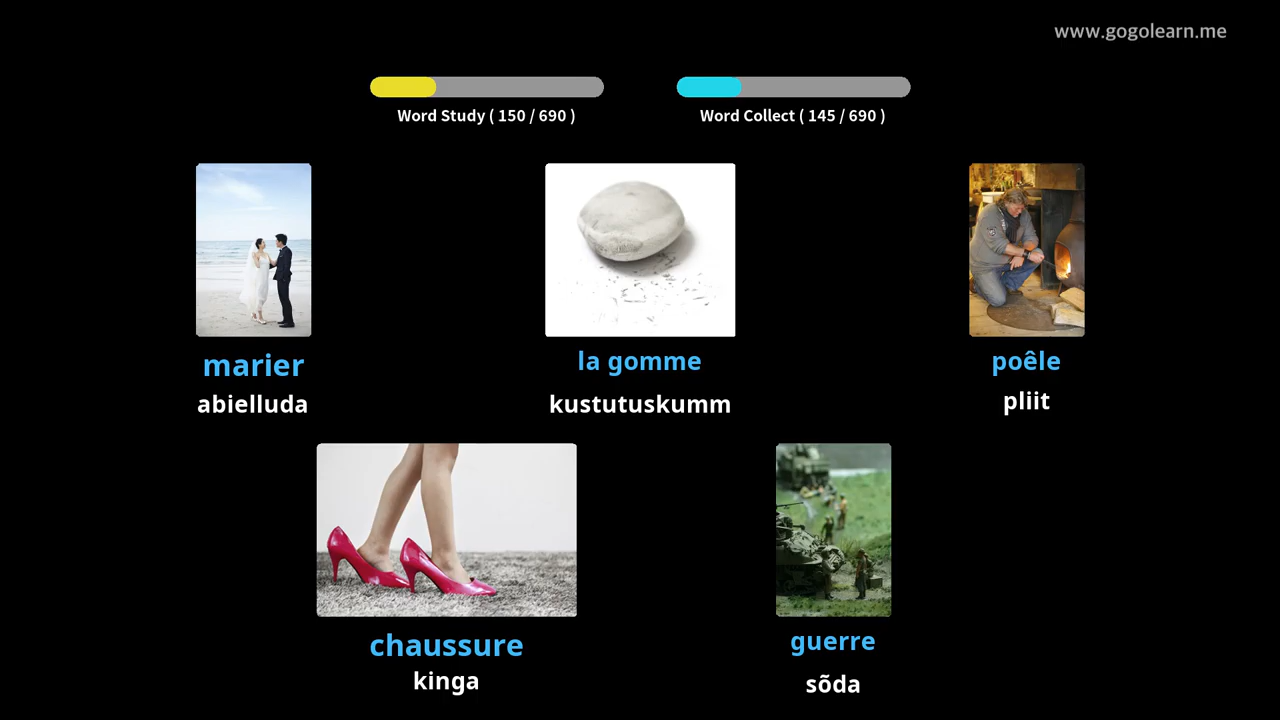 www.gogolearn.me
Word Study ( 150 / 690 )
Word Collect ( 145 / 690 )
marier
abielluda
la gomme
kustutuskumm
poêle
pliit
chaussure
kinga
guerre
sõda